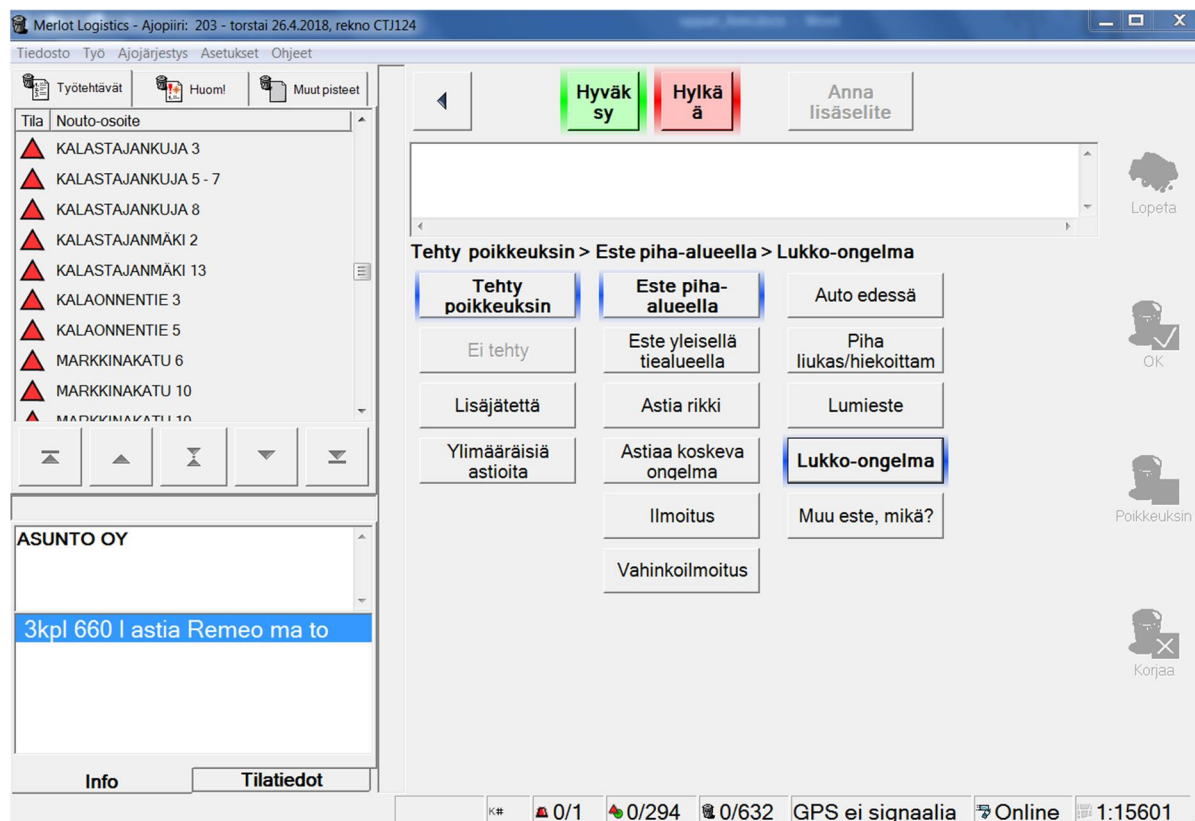 Merlot Logistics - Ajopiiri: 203 - torstai 26.4.2018, rekno CTJ124
Tiedosto Työ Ajojärjestys Asetukset Ohjeet
Työtehtävät Huom! Muut pisteet
Tila Nouto-osoite
KALASTAJANKUJA 3
KALASTAJANKUJA 5 - 7
KALASTAJANKUJA 8
KALASTAJANMÄKI 2
KALASTAJANMÄKI 13
KALAONNENTIE 3
KALAONNENTIE 5
MARKKINAKATU 6
MARKKINAKATU 10
MARKKINAKATU 10
ASUNTO OY
3kpl 660 l astia Remeo ma to
Info Tilatiedot
Hyväk
sy
Hylkä
ä
Anna
lisäselite
Tehty poikkeuksin > Este piha-alueella > Lukko-ongelma
Tehty
poikkeuksin
Ei tehty
Lisäjätettä
Ylimääräisiä
astioita
Este piha-
alueella
Este yleisellä
tiealueella
Astia rikki
Astiaa koskeva
ongelma
Ilmoitus
Vahinkoilmoitus
Auto edessä
Piha
liukas/hiekoittam
Lumieste
Lukko-ongelma
Muu este, mikä?
Lopeta
OK
Poikkeuksin
Korjaa
K# 0/1 0/294 0/632 GPS ei signaalia Online 1:15601